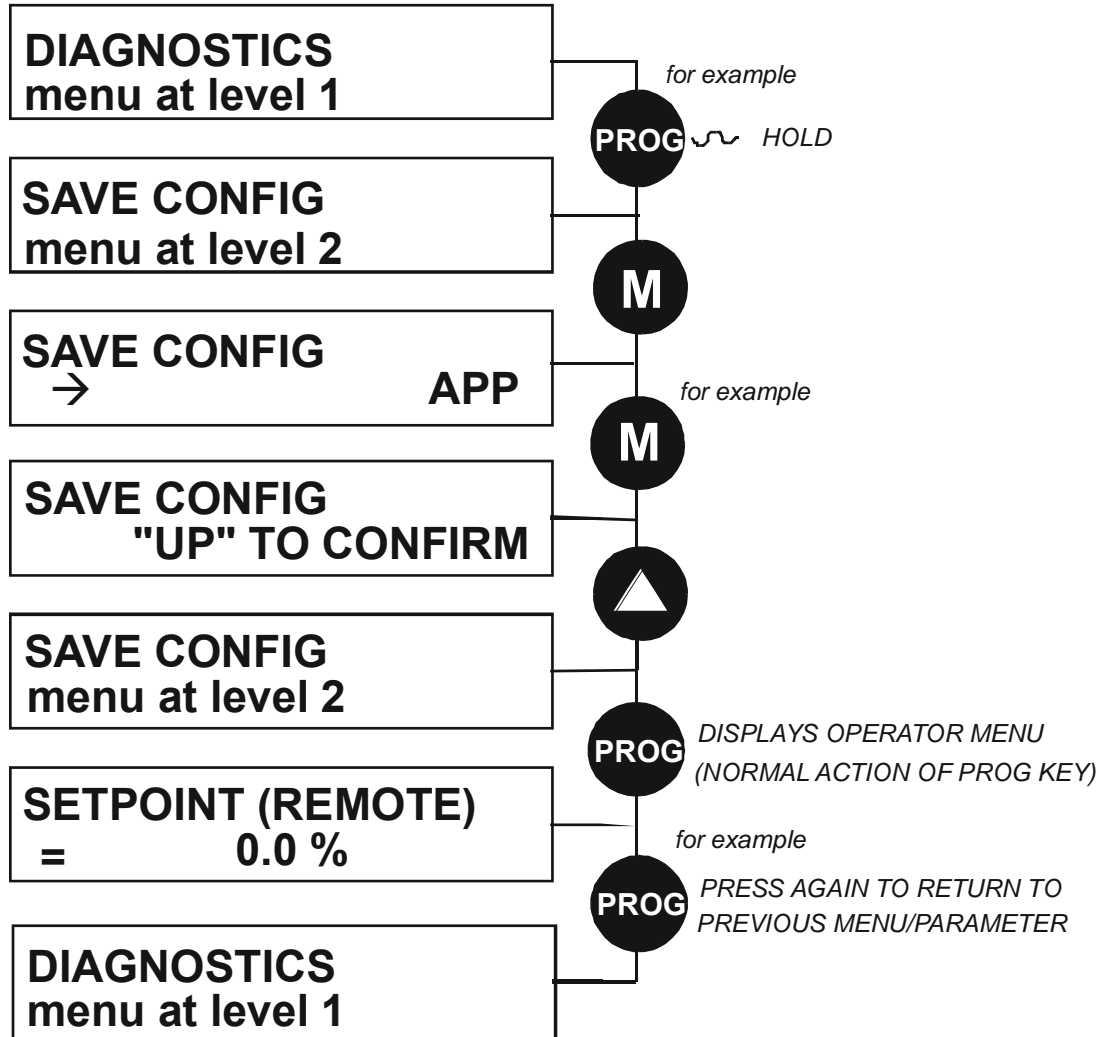 DIAGNOSTICS
menu at level 1
for example
PROG
HOLD
SAVE CONFIG
menu at level 2
M
SAVE CONFIG
→ APP
for example
M
SAVE CONFIG
"UP" TO CONFIRM
SAVE CONFIG
menu at level 2
PROG
DISPLAYS OPERATOR MENU
(NORMAL ACTION OF PROG KEY)
SETPOINT (REMOTE)
= 0.0 %
for example
PROG
PRESS AGAIN TO RETURN TO
PREVIOUS MENU/PARAMETER
DIAGNOSTICS
menu at level 1